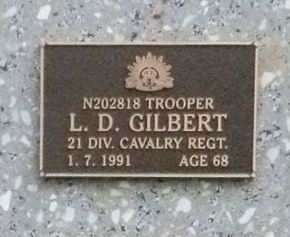 N202818 TROOPER
L. D. GILBERT
21 DIV. CAVALRY REGT.
1. 7. 1991 AGE 68